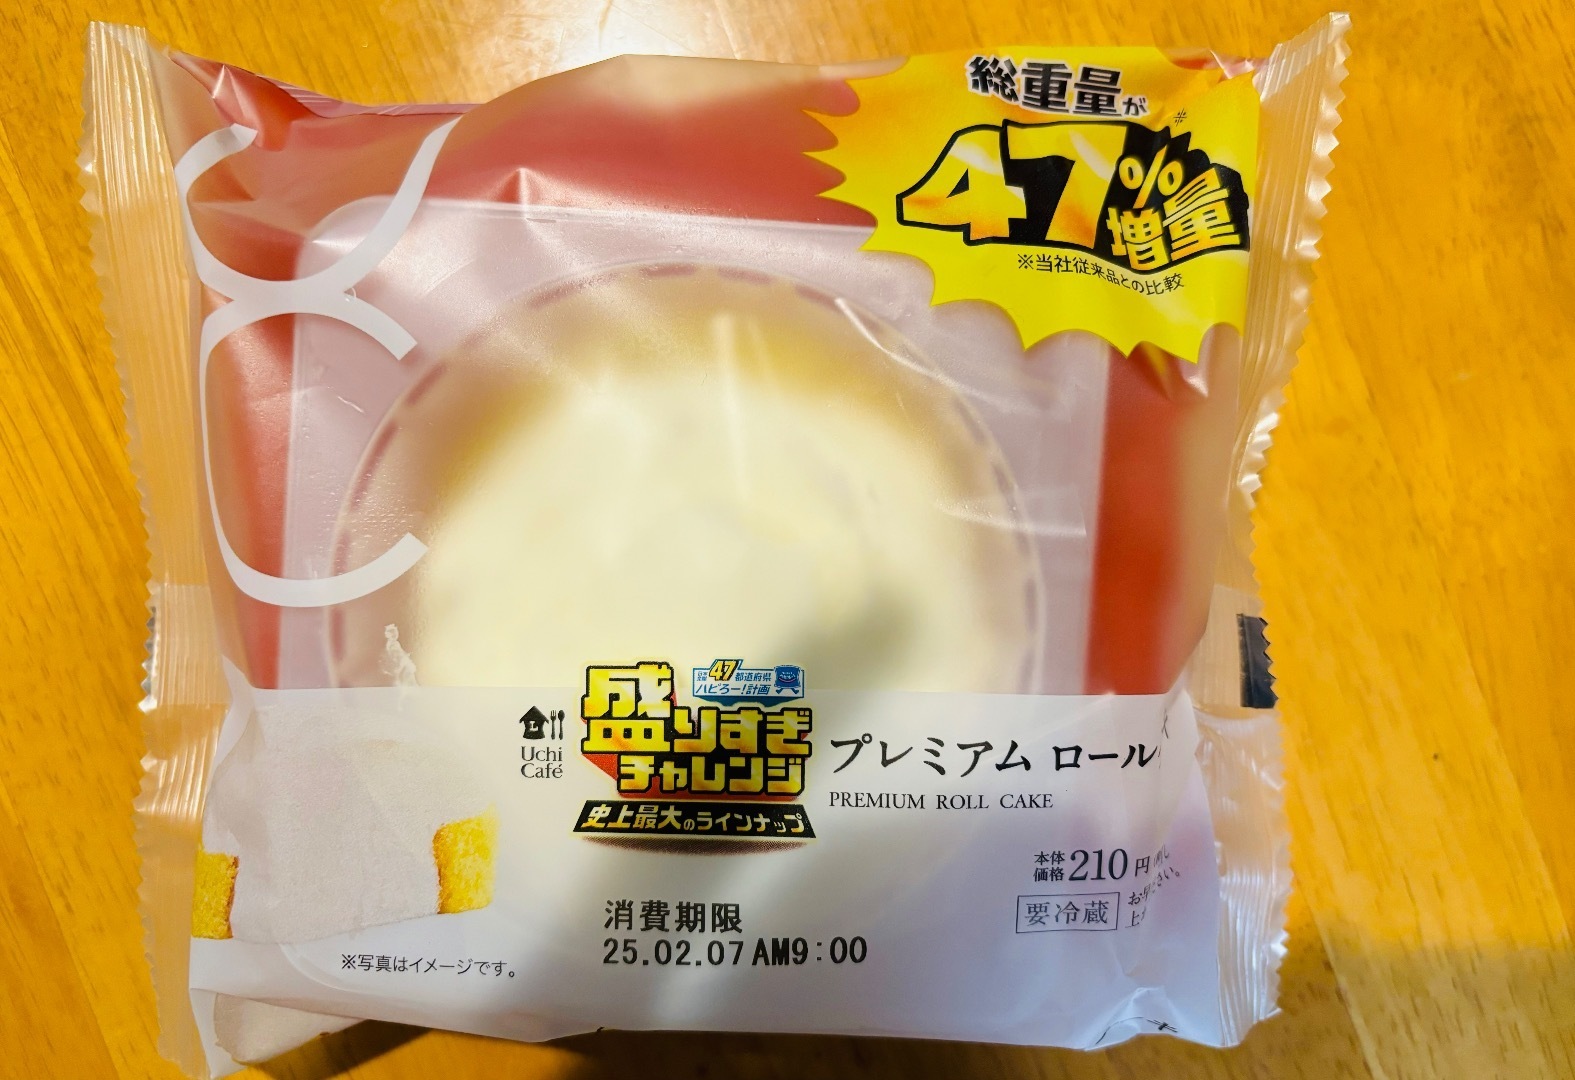 総重量が
47%増量※
※当社従来品との比較
UC
47都道府県
ハピろー!計画
盛りすぎ
チャレンジ
史上最大のラインナップ
Uchi
Café
プレミアム ロール
PREMIUM ROLL CAKE
本体
価格 210 円
要冷蔵
消費期限
25.02.07 AM9:00
※写真はイメージです。